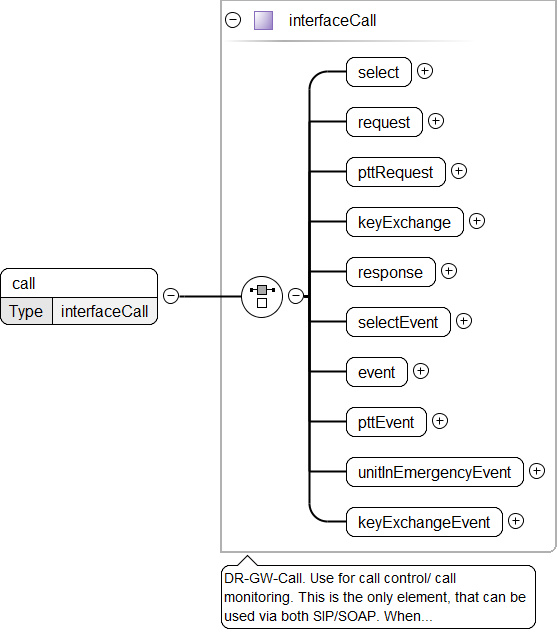 interfaceCall
select
request
pttRequest
keyExchange
response
selectEvent
event
pttEvent
unitInEmergencyEvent
keyExchangeEvent
call
Type interfaceCall
DR-GW-Call. Use for call control/ call
monitoring. This is the only element, that can be
used via both SIP/SOAP. When...